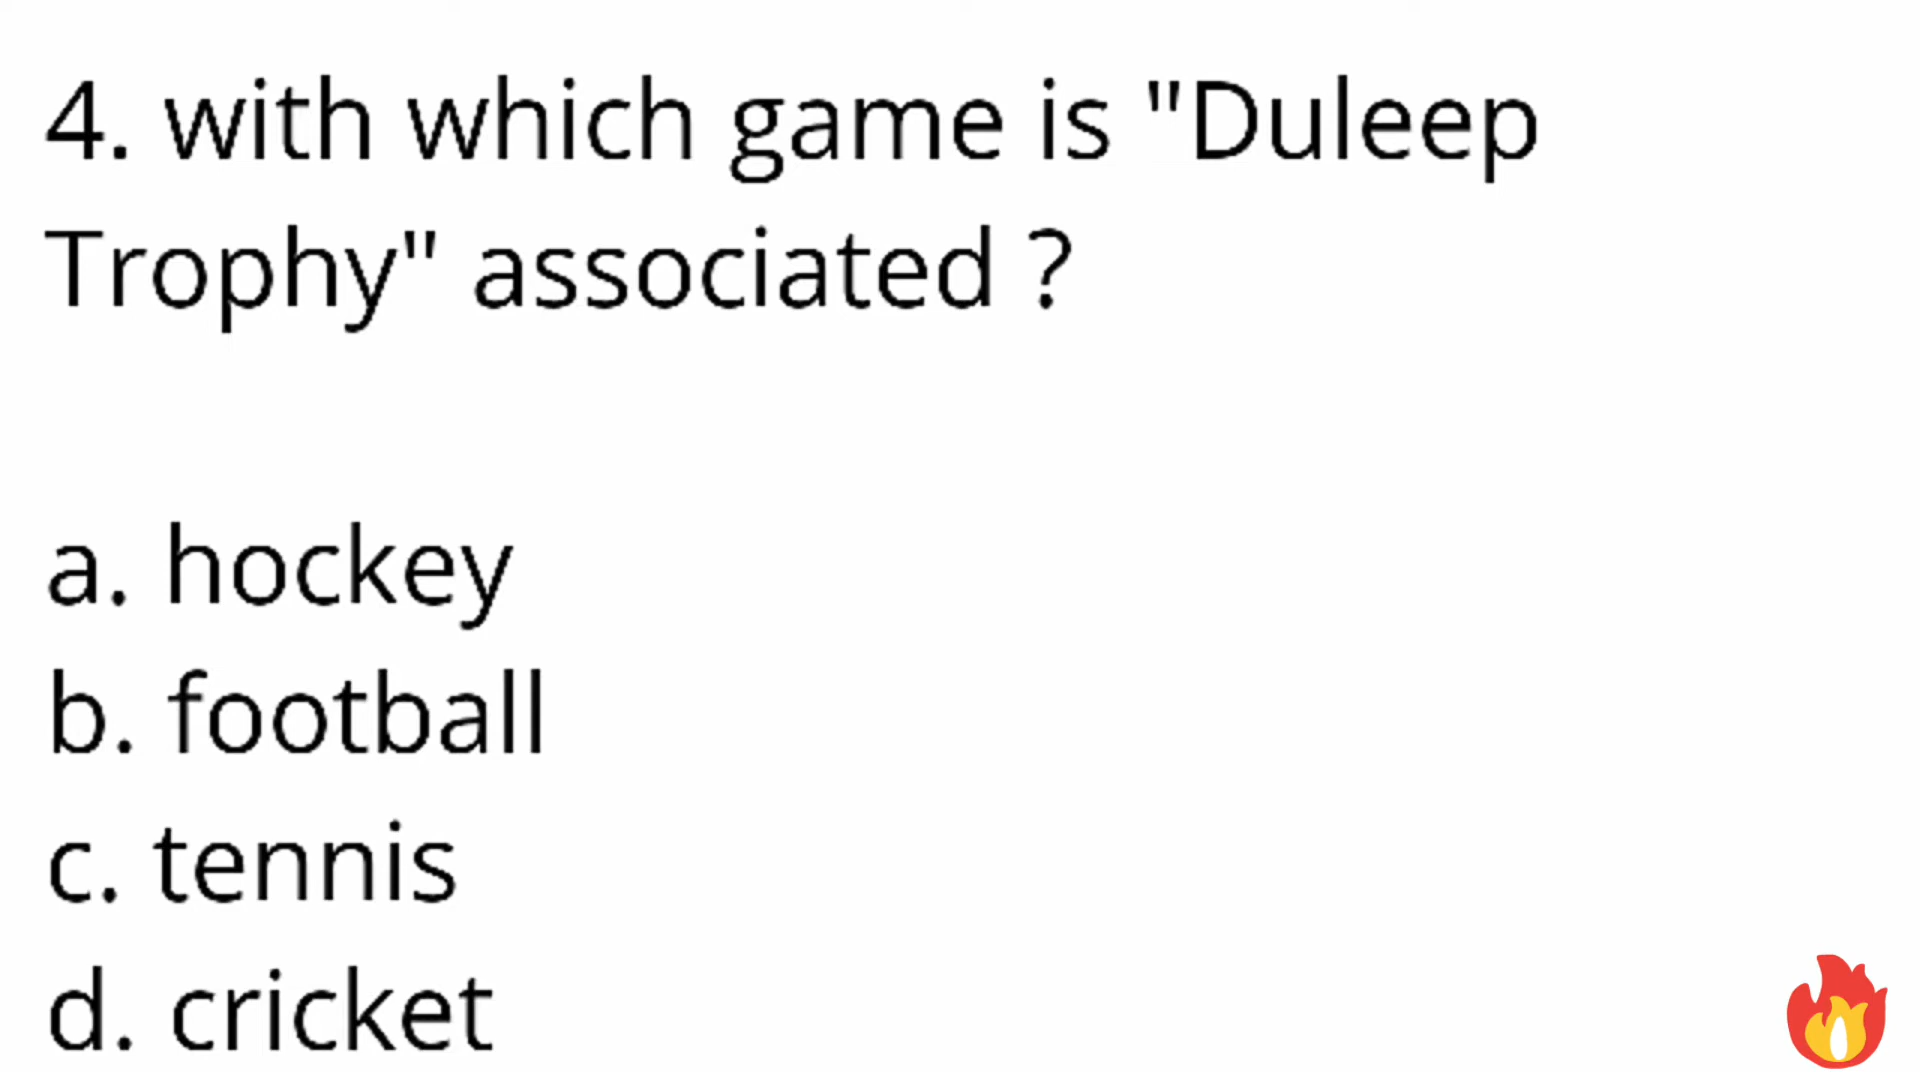 4. with which game is "Duleep
Trophy" associated ?
a. hockey
b. football
c. tennis
d. cricket